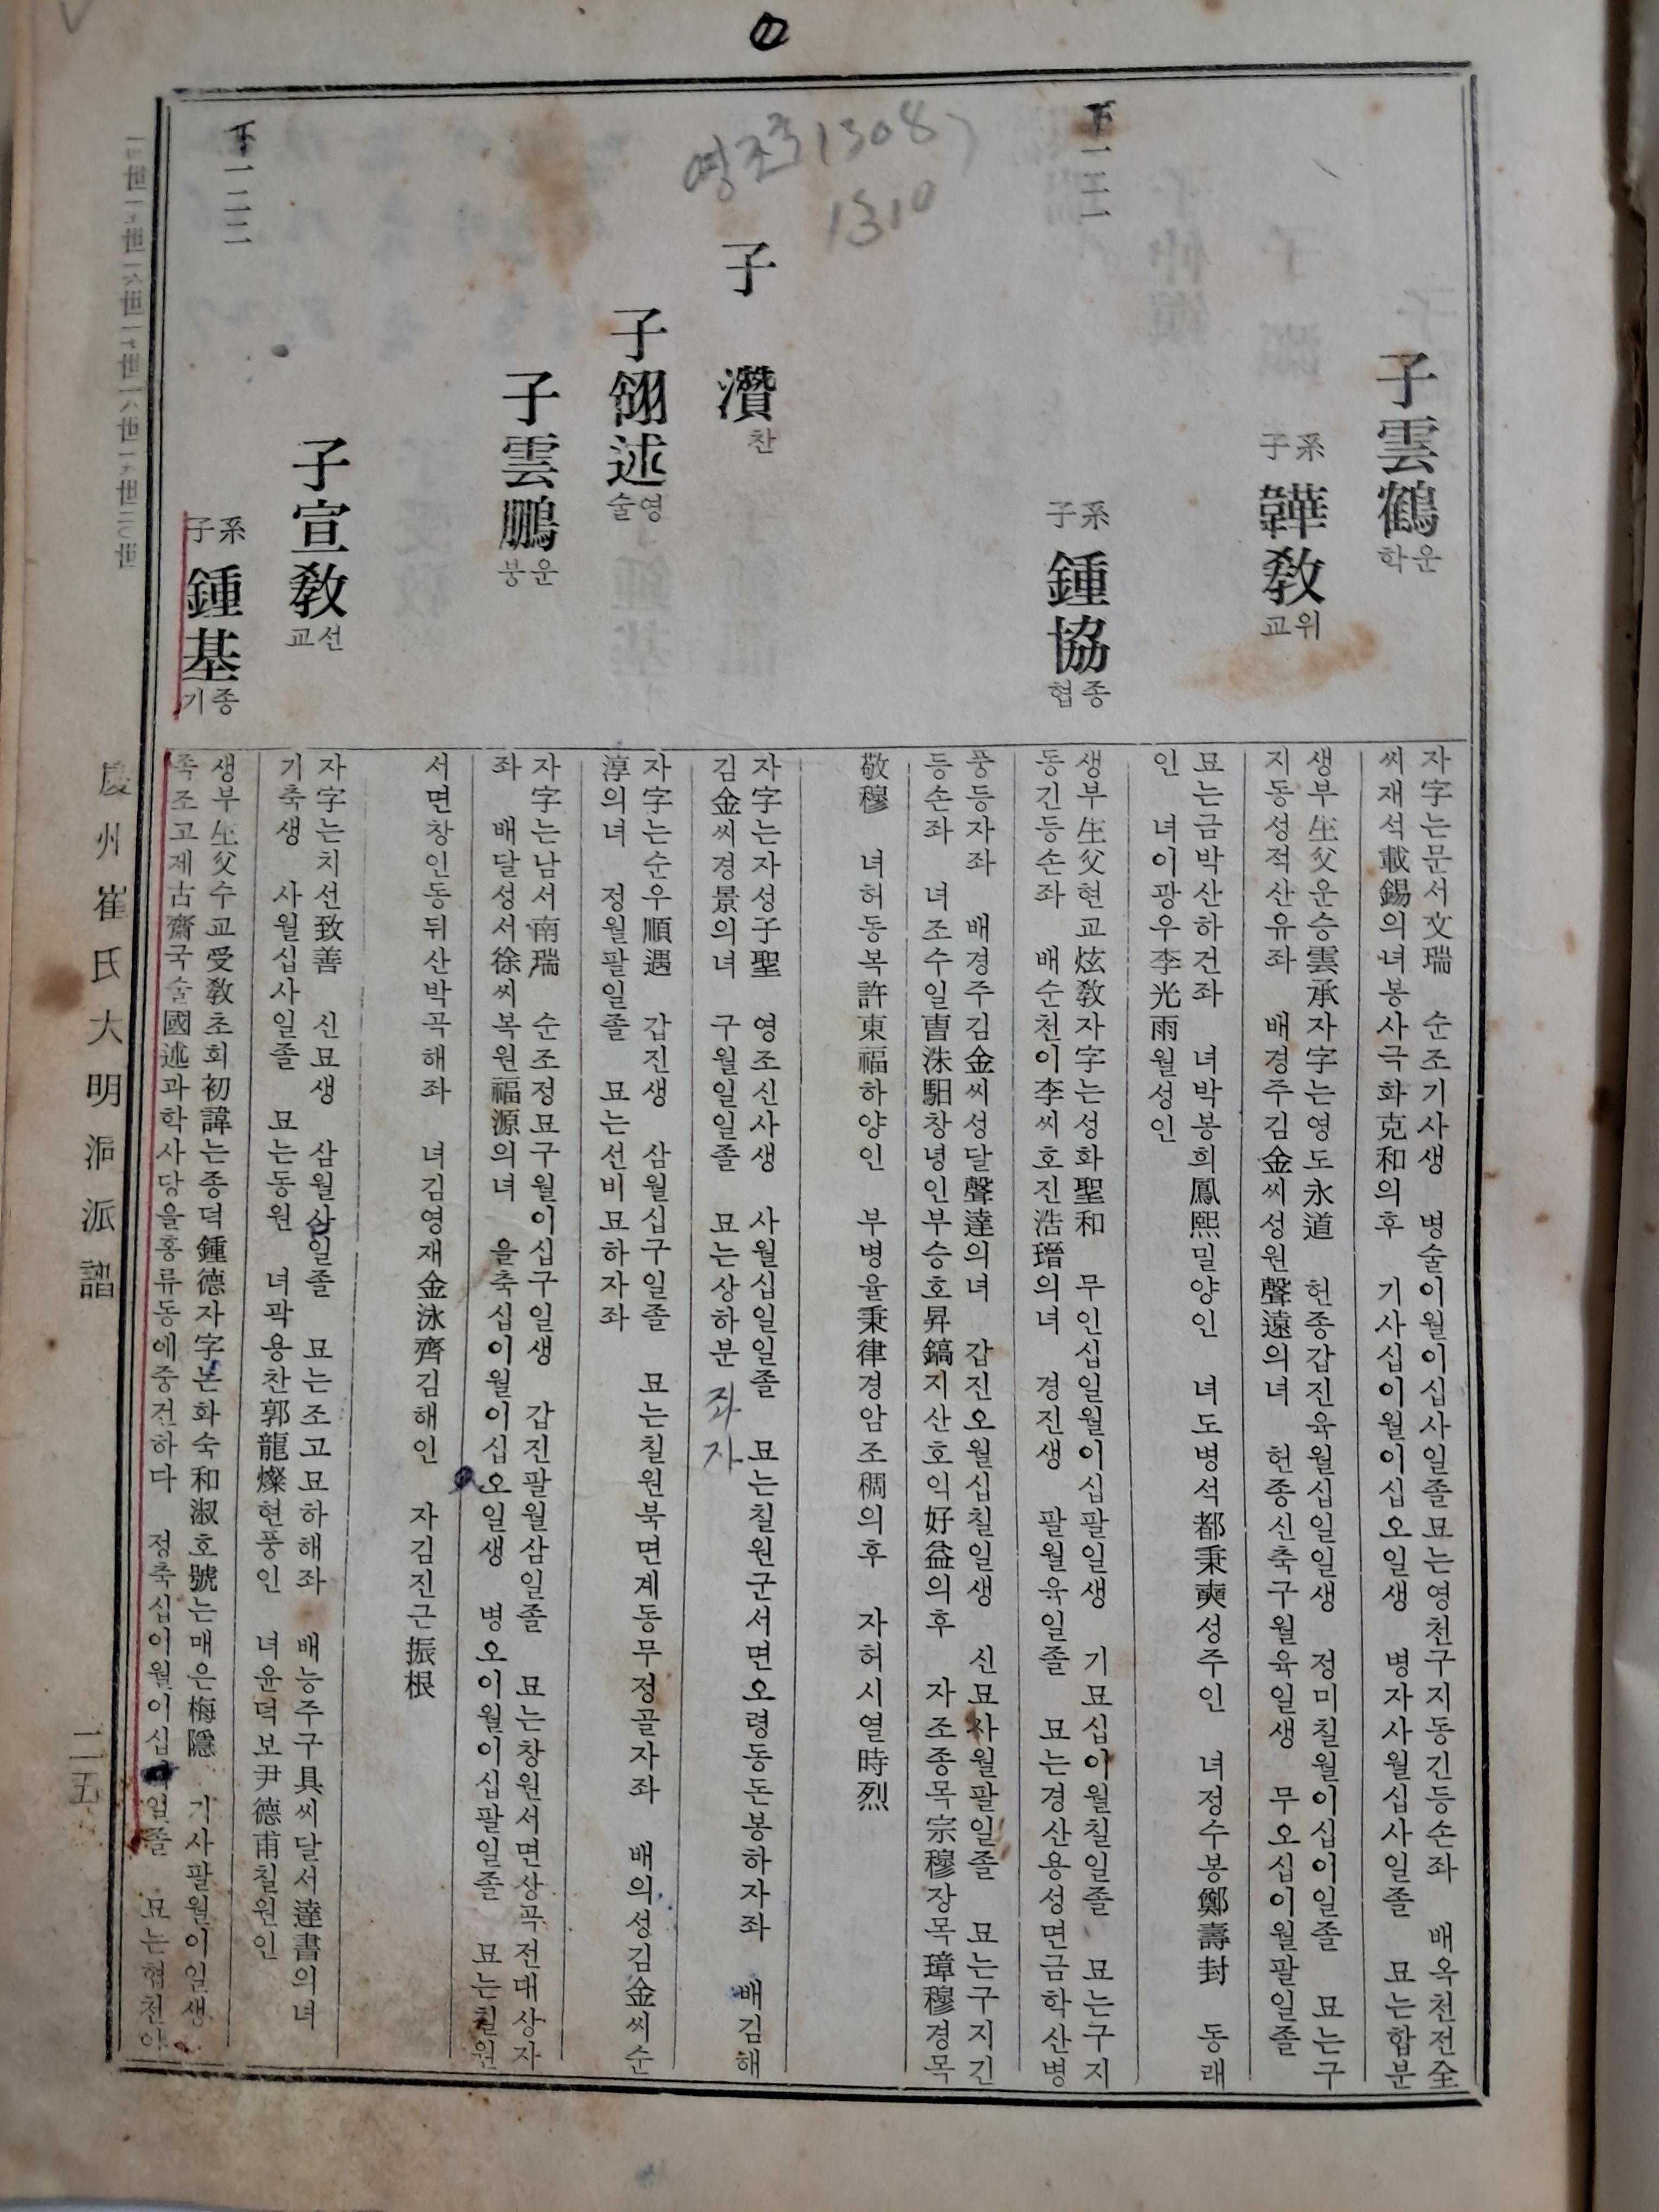 子雲鶴 운학
자字는문서文瑞 순조기사생 병술이월이십사일졸묘는영천구지동긴등손좌 배옥천전全
씨재석載錫의녀봉사극화克和의후 기사십이월이십오일생 병자사월십사일졸 묘는합분
系子 韡敎 위교
생부生父운승雲承자字는영도永道 헌종갑진육월십일일생 정미칠월이십이일졸 묘는구
지동성적산유좌 배경주김金씨성원聲遠의녀 헌종신축구월육일생 무오십이월팔일졸
묘는금박산하건좌 녀박봉희鳳熙밀양인 녀도병석都秉奭성주인 녀정수봉鄭壽封 동래
인 녀이광우李光雨월성인
下一二一
系子 鍾協 종협
생부生父현교炫敎자字는성화聖和 무인십일월이십팔일생 기묘십이월칠일졸 묘는구지
동긴등손좌 배순천이李씨호진浩瑨의녀 경진생 팔월육일졸 묘는경산용성면금학산병
풍등자좌 배경주김金씨성달聲達의녀 갑진오월십칠일생 신묘사월팔일졸 묘는구지긴
등손좌 녀조수일曺洙馹창녕인부승호昇鎬지산호익好益의후 자조종목宗穆장목璋穆경목
敬穆 녀허동복許東福하양인 부병율秉律경암조稠의후 자허시열時烈
영조 1308
1310
子 灒 찬
자字는자성子聖 영조신사생 사월십일일졸 묘는칠원군서면오령동돈봉하자좌 배김해
김金씨경景의녀 구월일일졸 묘는상하분 좌자
子翎述 영술
자字는순우順遇 갑진생 삼월십구일졸 묘는칠원북면계동무정골자좌 배의성김金씨순
淳의녀 정월팔일졸 묘는선비묘하자좌
子雲鵬 운붕
자字는남서南瑞 순조정묘구월이십구일생 갑진팔월삼일졸 묘는창원서면상곡전대상자
좌 배달성서徐씨복원福源의녀 을축십이월이십오일생 병오이월이십팔일졸 묘는칠원
서면창인동뒤산박곡해좌 녀김영재金泳齊김해인 자김진근振根
子宣敎 선교
자字는치선致善 신묘생 삼월삼일졸 묘는조고묘하해좌 배능주구具씨달서達書의녀
기축생 사월십사일졸 묘는동원 녀곽용찬郭龍燦현풍인 녀윤덕보尹德甫칠원인
下一二二
系子 鍾基 종기
생부生父수교受敎초회初諱는종덕鍾德자字는화숙和淑호號는매은梅隱 기사팔월이일생
족조고제古齋국술國述과학사당을홍류동에중건하다 정축십이월이십 일졸 묘는협천야
慶州崔氏大明洞派譜
二五